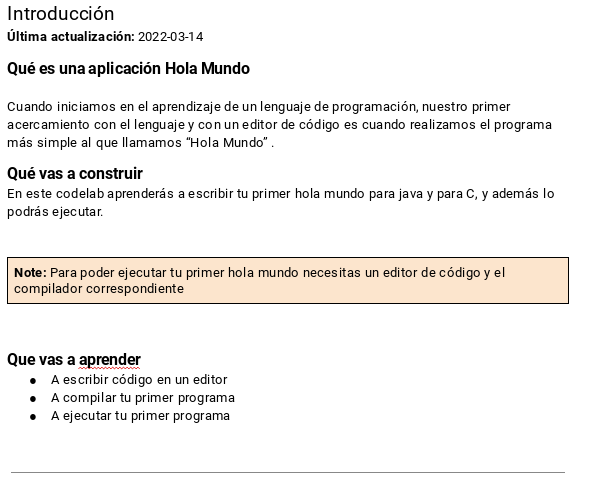 Introducción
Última actualización: 2022-03-14
Qué es una aplicación Hola Mundo
Cuando iniciamos en el aprendizaje de un lenguaje de programación, nuestro primer
acercamiento con el lenguaje y con un editor de código es cuando realizamos el programa
más simple al que llamamos “Hola Mundo” .
Qué vas a construir
En este codelab aprenderás a escribir tu primer hola mundo para java y para C, y además lo
podrás ejecutar.
Note: Para poder ejecutar tu primer hola mundo necesitas un editor de código y el
compilador correspondiente
Que vas a aprender
● A escribir código en un editor
● A compilar tu primer programa
● A ejecutar tu primer programa